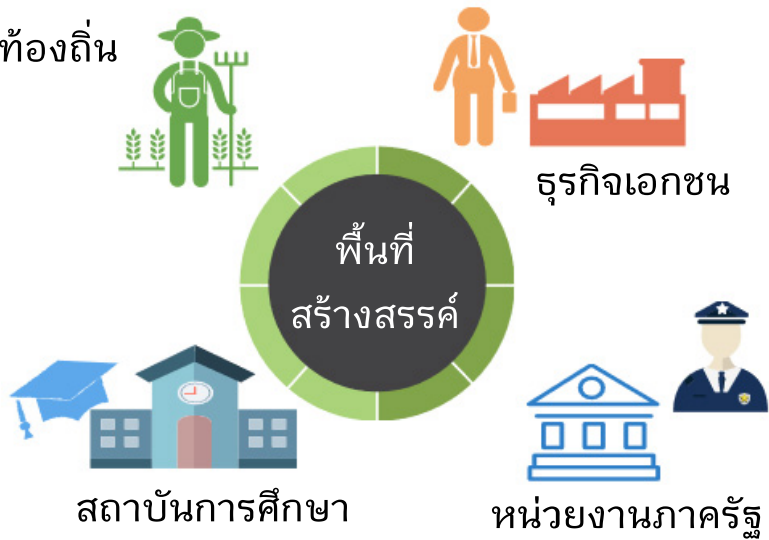 ท้องถิ่น
ธุรกิจเอกชน
พื้นที่
สร้างสรรค์
สถาบันการศึกษา
หน่วยงานภาครัฐ